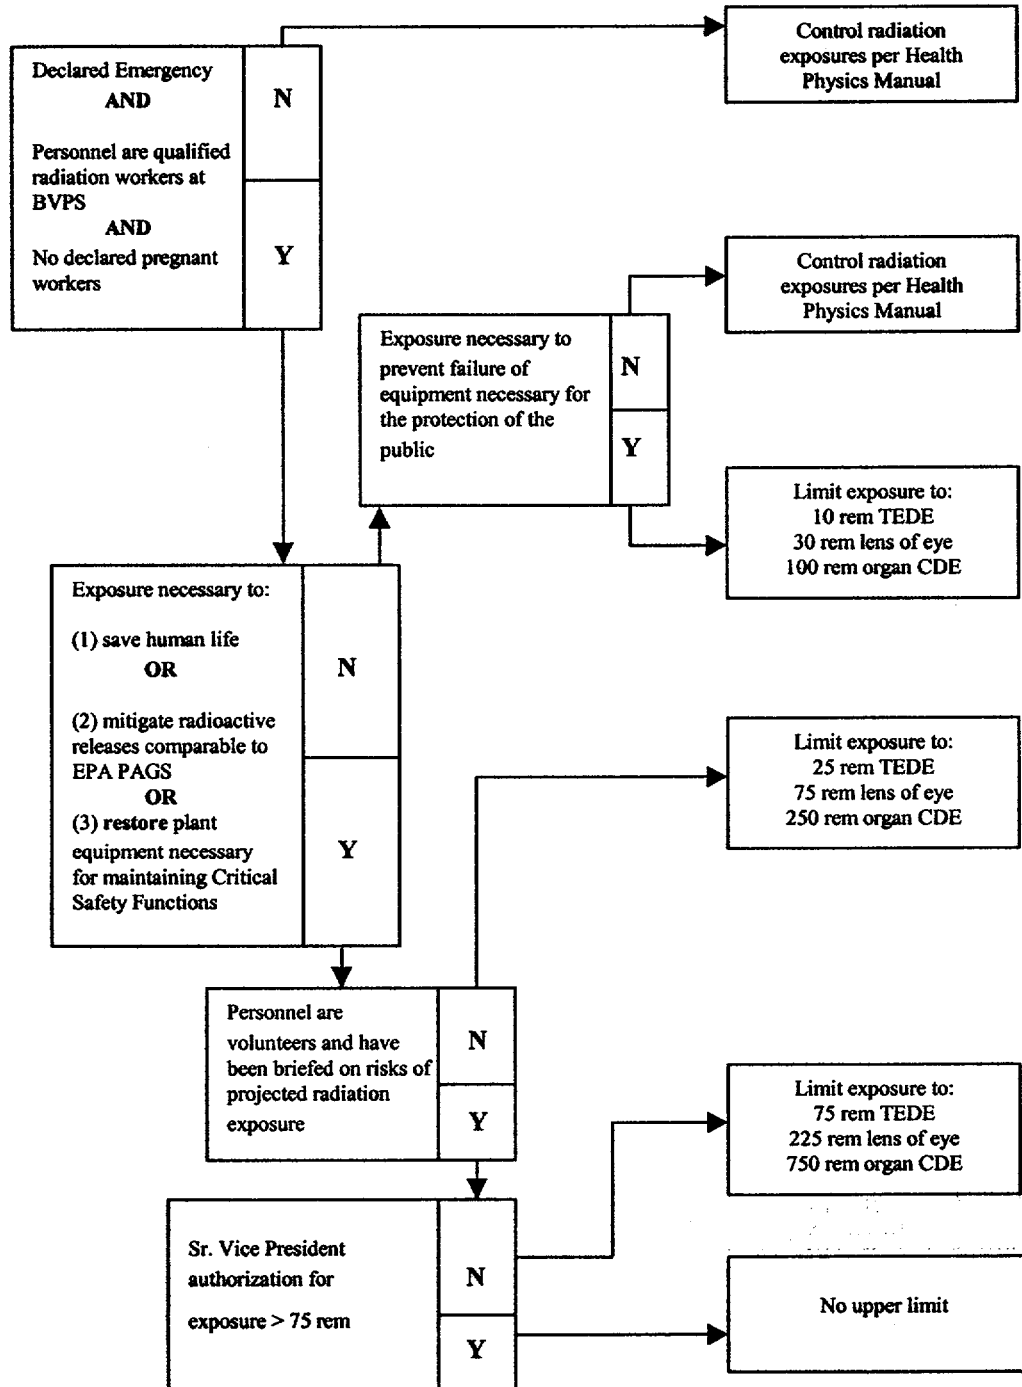 Declared Emergency
AND
Personnel are qualified
radiation workers at
BVPS
AND
No declared pregnant
workers
N
Y
Control radiation
exposures per Health
Physics Manual
Control radiation
exposures per Health
Physics Manual
Exposure necessary to
prevent failure of
equipment necessary for
the protection of the
public
N
Y
Limit exposure to:
10 rem TEDE
30 rem lens of eye
100 rem organ CDE
Exposure necessary to:
(1) save human life
OR
(2) mitigate radioactive
releases comparable to
EPA PAGS
OR
(3) restore plant
equipment necessary
for maintaining Critical
Safety Functions
N
Y
Limit exposure to:
25 rem TEDE
75 rem lens of eye
250 rem organ CDE
Personnel are
volunteers and have
been briefed on risks of
projected radiation
exposure
N
Y
Limit exposure to:
75 rem TEDE
225 rem lens of eye
750 rem organ CDE
Sr. Vice President
authorization for
exposure > 75 rem
N
Y
No upper limit